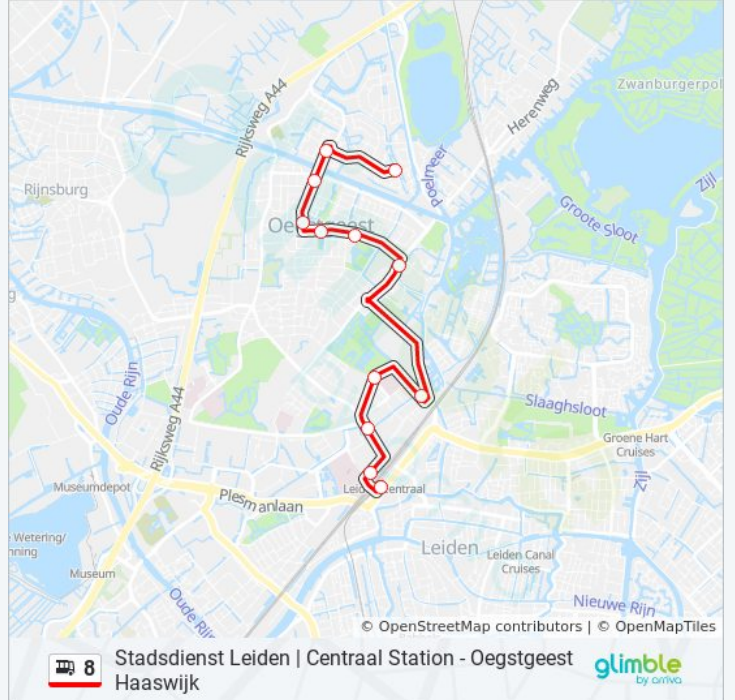 Zwanburgerpol
Rijksweg A44
Herenweg
Poelmeer
Zijl
Rijnsburg
Groote Sloot
Oegstgeest
g
Oude Rijn
Rijksweg A44
Slaaghsloot
Groene Hart
Cruises
Zijl
Museumdepot
Leiden Centraal
Plesmanlaan
e Wetering/
nning
Leiden
Leiden Canal
Cruises
Museum
Oude Rijn
Nieuwe Rijn
© OpenStreetMap contributors | © OpenMapTiles
8
Stadsdienst Leiden | Centraal Station - Oegstgeest
Haaswijk
glimble
by arriva